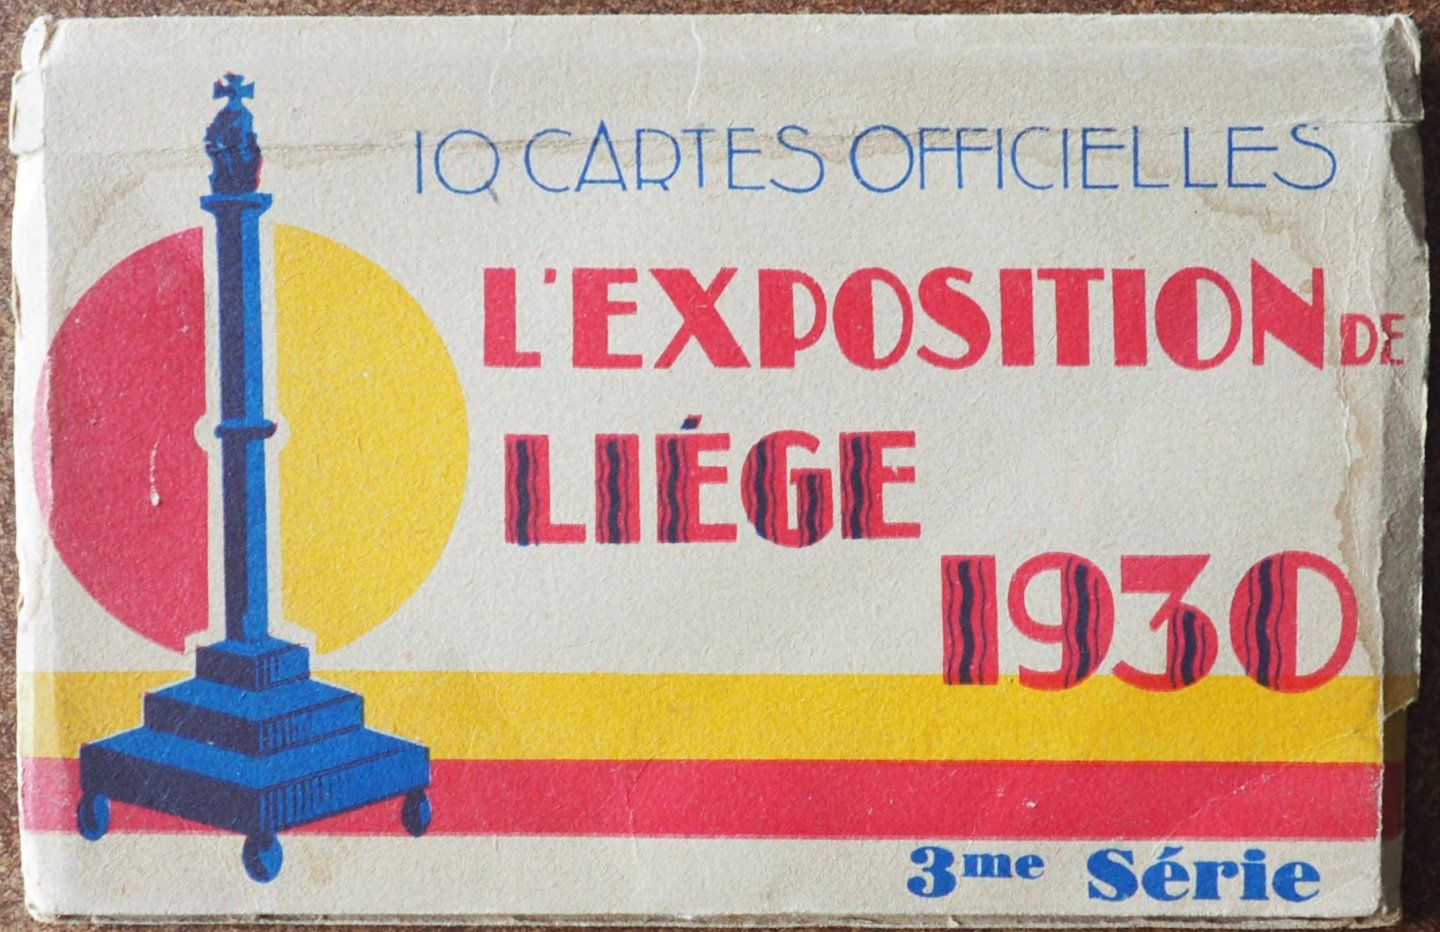 10 CARTES OFFICIELLES
L'EXPOSITION DE
LIÉGE
1930
3me Série